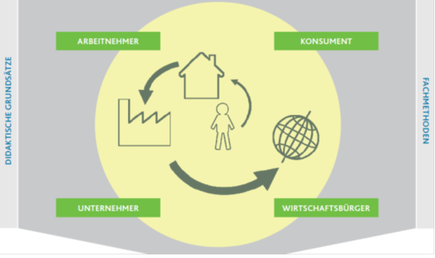 ARBEITNEHMER
KONSUMENT
DIDAKTISCHE GRUNDSÄTZE
FACHMETHODEN
UNTERNEHMER
WIRTSCHAFTSBÜRGER